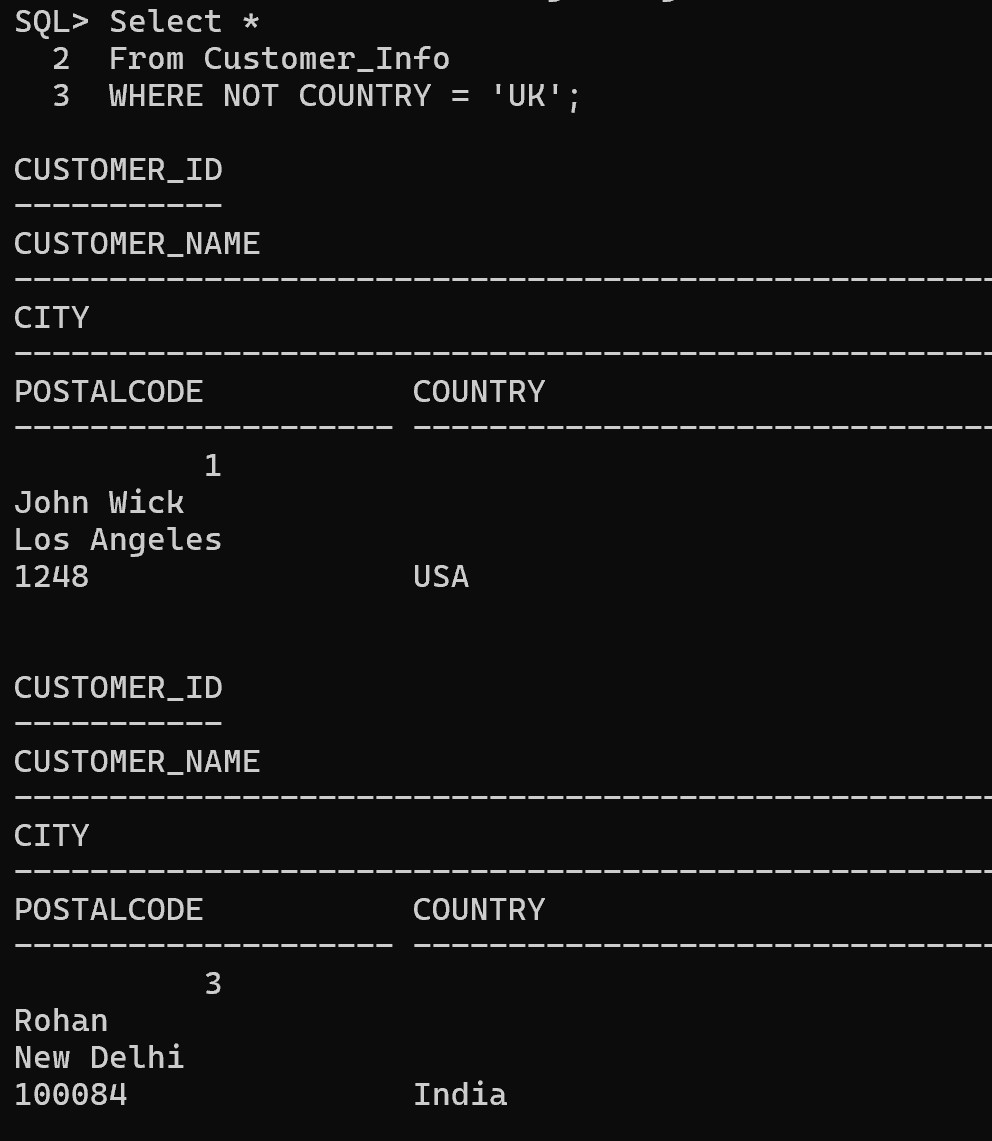 SQL> Select *
  2  From Customer_Info
  3  WHERE NOT COUNTRY = 'UK';

CUSTOMER_ID
-----------
CUSTOMER_NAME
----------------------------------------------------
CITY
----------------------------------------------------
POSTALCODE           COUNTRY
-------------------- -------------------------------
          1
John Wick
Los Angeles
1248                 USA


CUSTOMER_ID
-----------
CUSTOMER_NAME
----------------------------------------------------
CITY
----------------------------------------------------
POSTALCODE           COUNTRY
-------------------- -------------------------------
          3
Rohan
New Delhi
100084               India